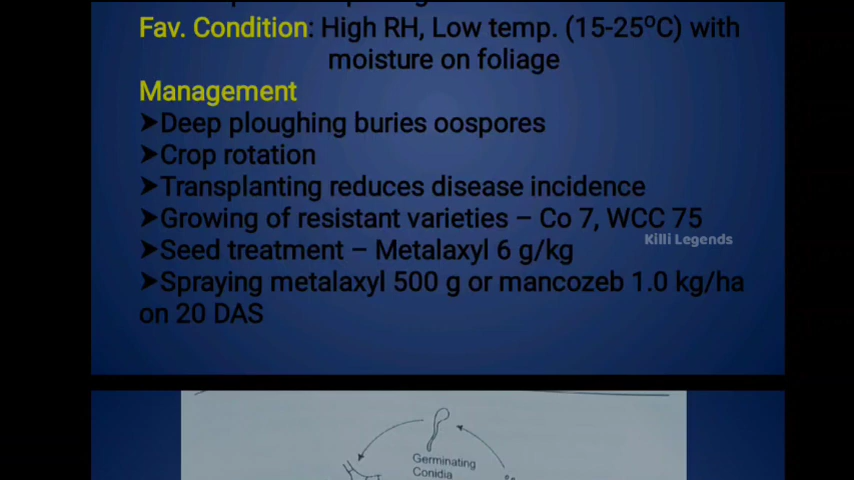 Fav. Condition: High RH, Low temp. (15-25ºC) with
moisture on foliage
Management
➤Deep ploughing buries oospores
➤Crop rotation
➤Transplanting reduces disease incidence
➤Growing of resistant varieties – Co 7, WCC 75
Killi Legends
➤Seed treatment – Metalaxyl 6 g/kg
➤Spraying metalaxyl 500 g or mancozeb 1.0 kg/ha
on 20 DAS
Germinating
Conidia